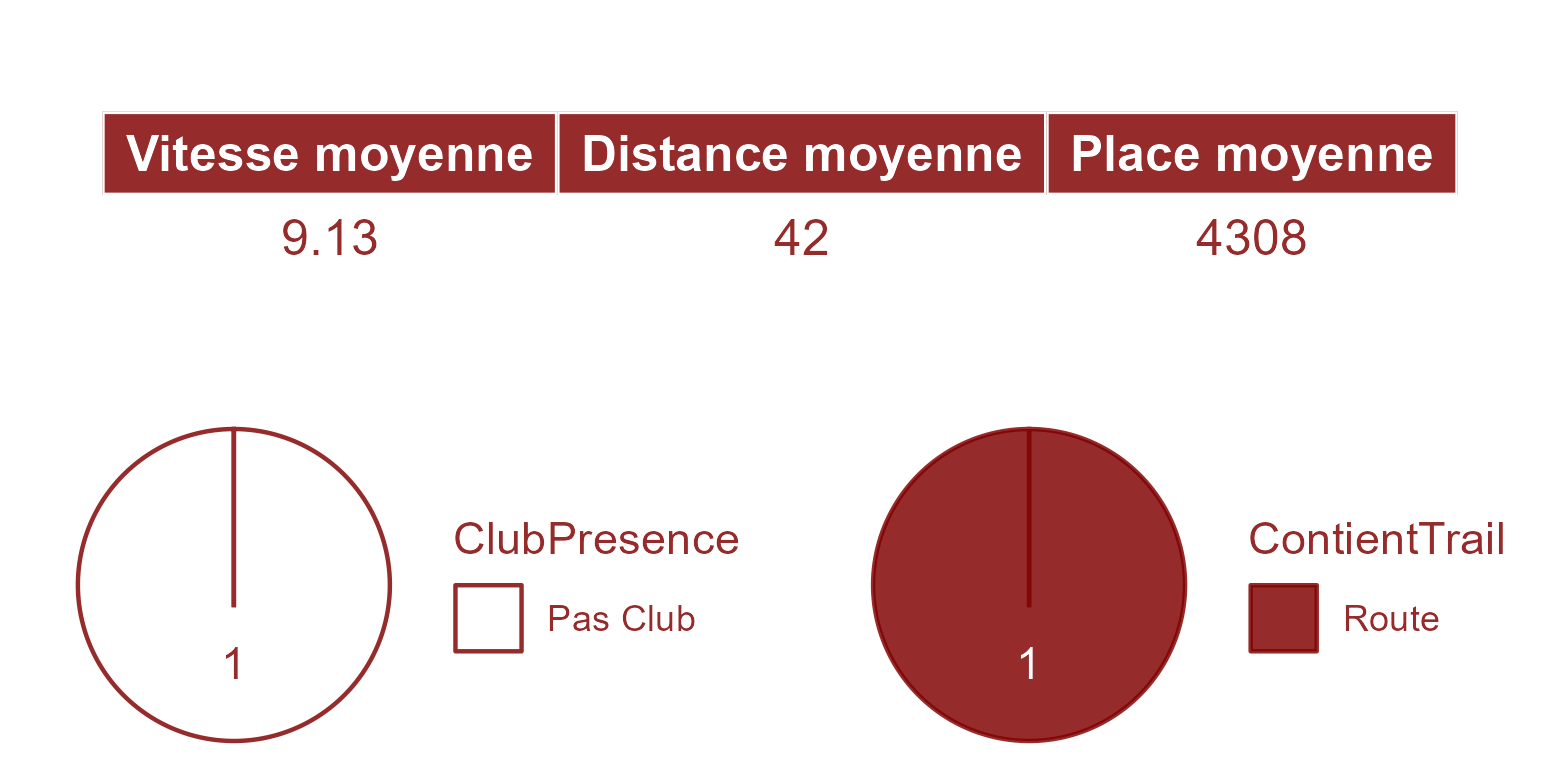 Vitesse moyenne Distance moyenne Place moyenne
9.13 42 4308
ClubPresence
Pas Club
1
ContientTrail
Route
1